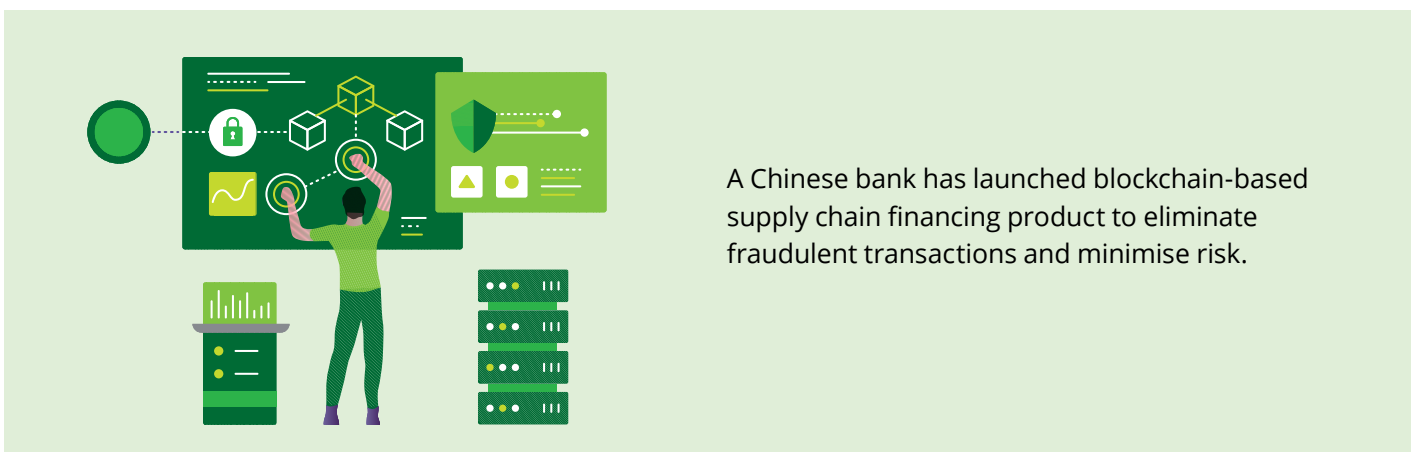 A Chinese bank has launched blockchain-based
supply chain financing product to eliminate
fraudulent transactions and minimise risk.